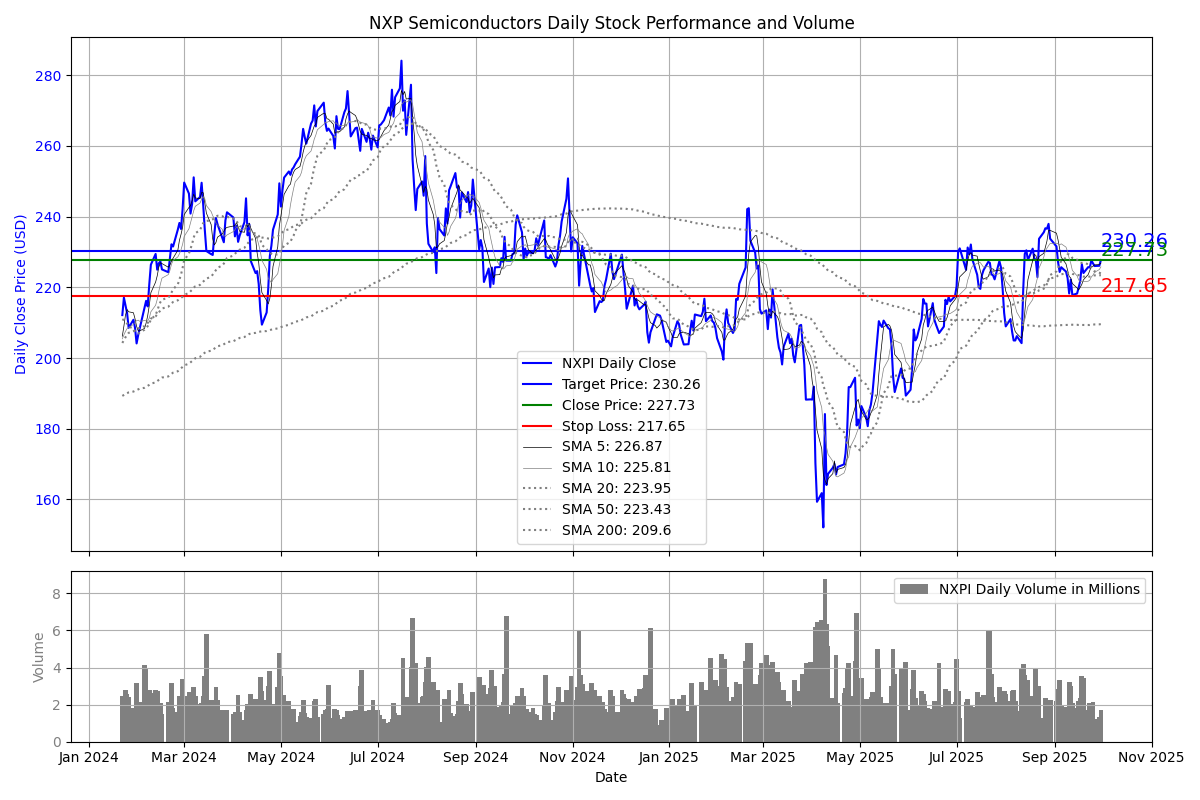 NXP Semiconductors Daily Stock Performance and Volume
Daily Close Price (USD)
280
260
240
220
200
180
160
230.26
227.73
217.65
NXPI Daily Close
Target Price: 230.26
Close Price: 227.73
Stop Loss: 217.65
SMA 5: 226.87
SMA 10: 225.81
SMA 20: 223.95
SMA 50: 223.43
SMA 200: 209.6
Volume
8
6
4
2
0
NXPI Daily Volume in Millions
Jan 2024 Mar 2024 May 2024 Jul 2024 Sep 2024 Nov 2024 Jan 2025 Mar 2025 May 2025 Jul 2025 Sep 2025 Nov 2025
Date